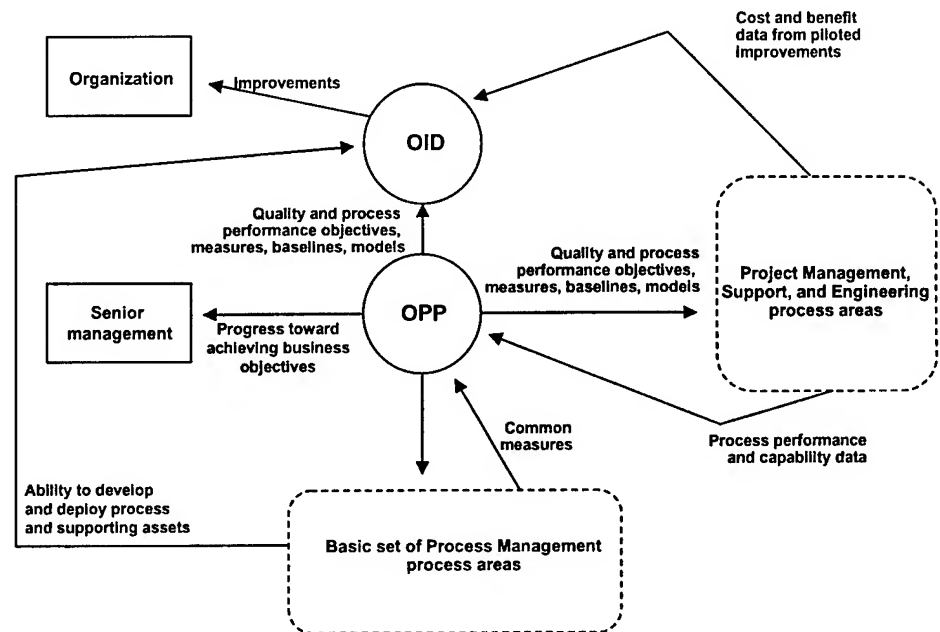 Cost and benefit
data from piloted
improvements
Organization
Improvements
OID
Quality and process
performance objectives,
measures, baselines, models
Quality and process
performance objectives,
measures, baselines, models
Project Management,
Support, and Engineering
process areas
Senior
management
OPP
Progress toward
achieving business
objectives
Common
measures
Process performance
and capability data
Ability to develop
and deploy process
and supporting assets
Basic set of Process Management
process areas